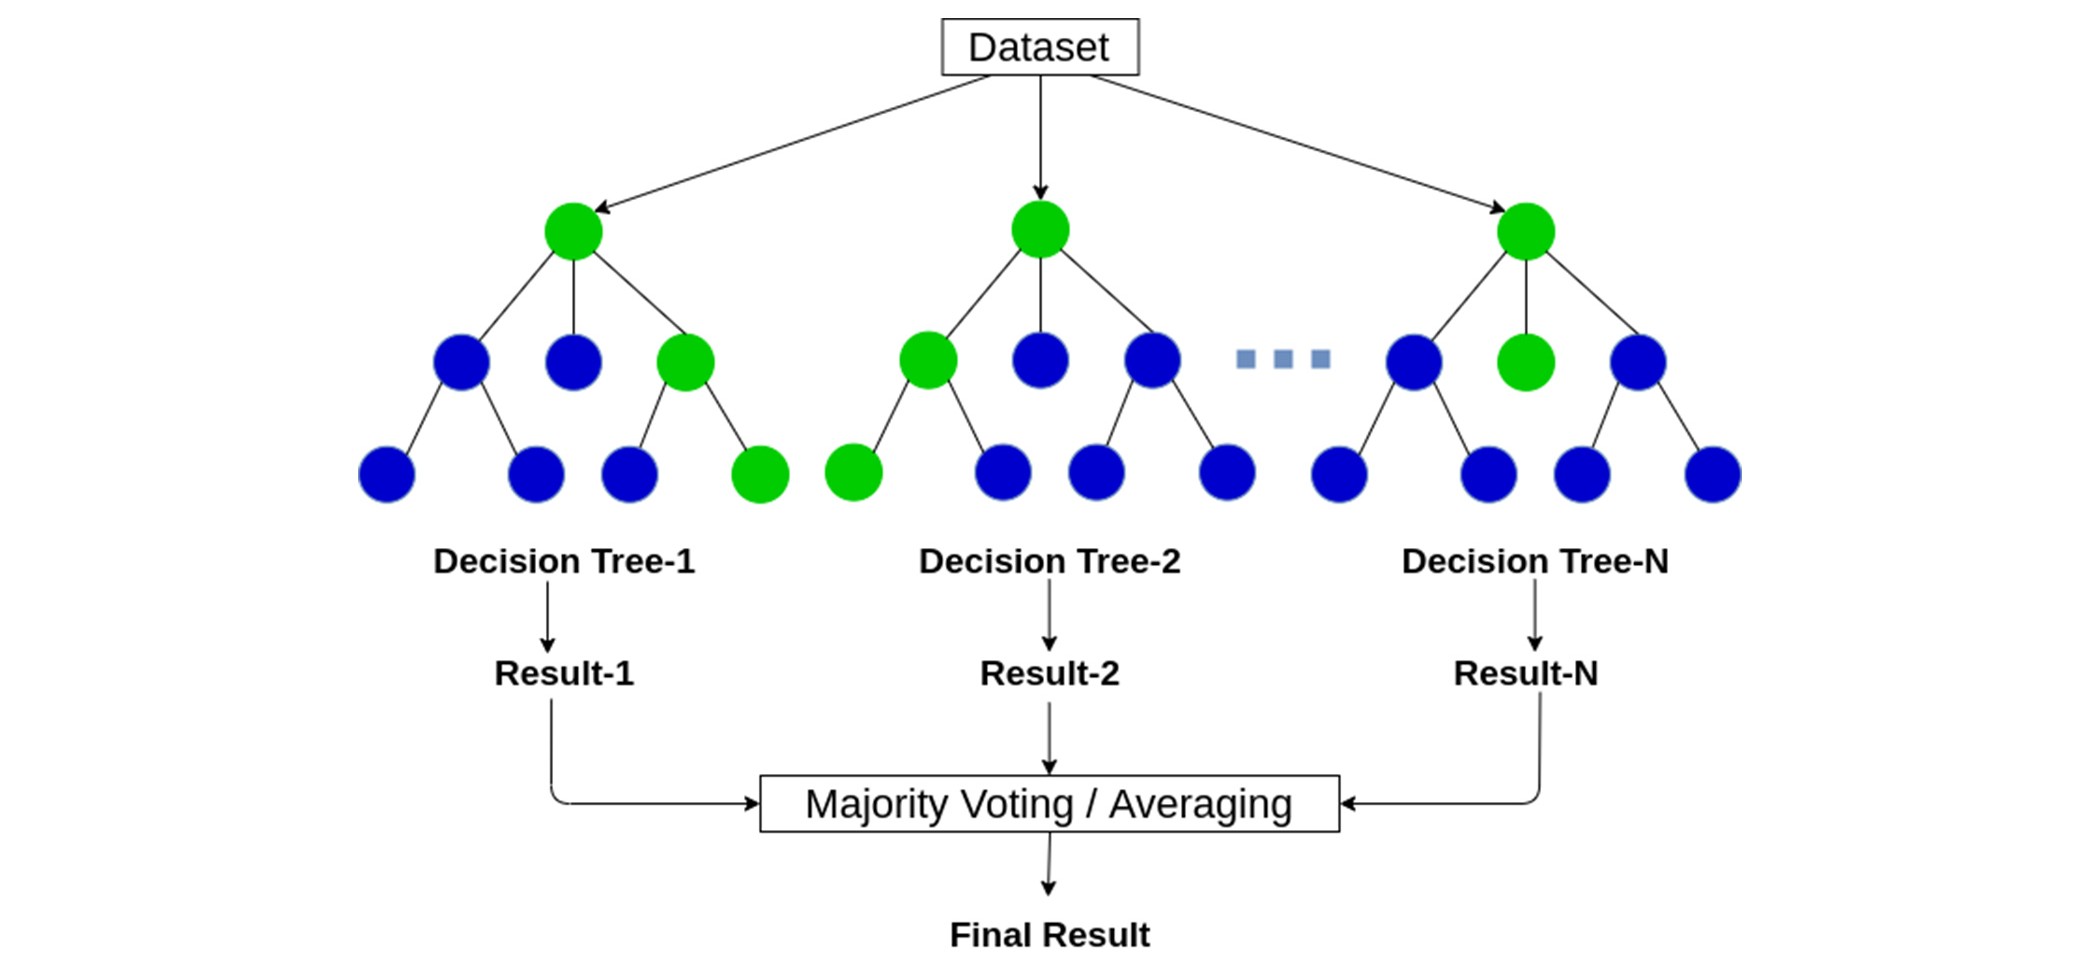 Dataset
Decision Tree-1
Decision Tree-2
Decision Tree-N
Result-1
Result-2
Result-N
Majority Voting / Averaging
Final Result